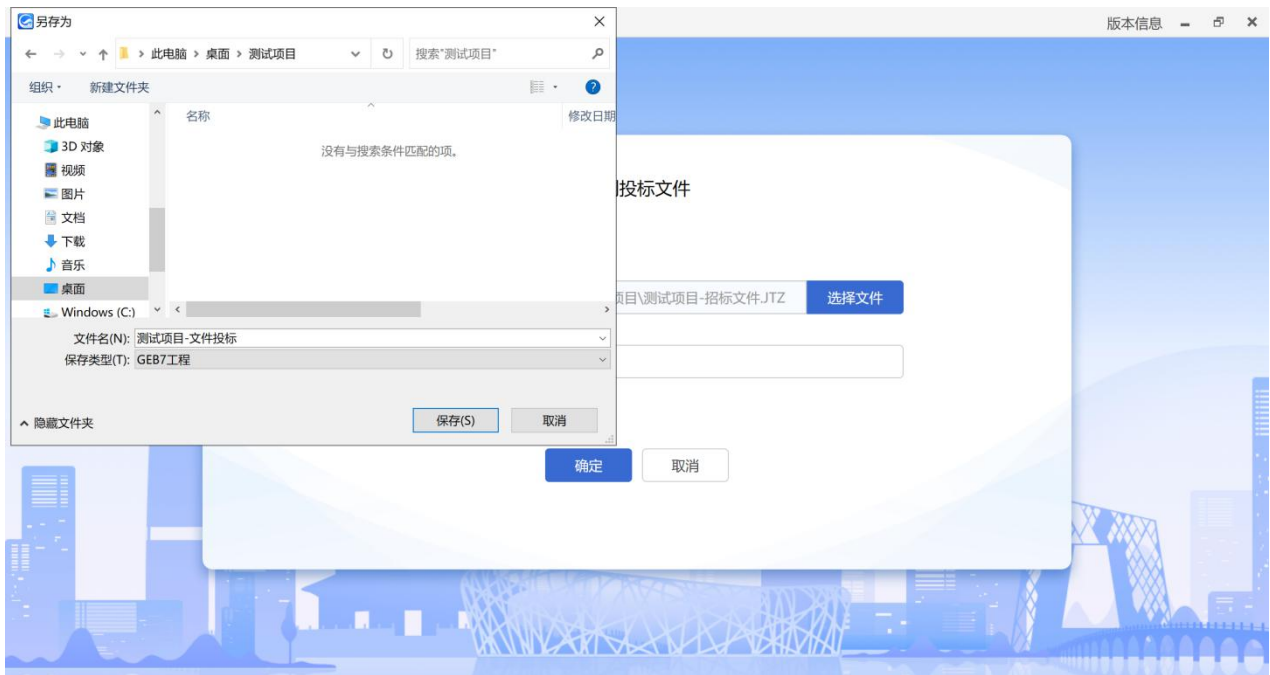 另存为
版本信息
此电脑 › 桌面 › 测试项目
搜索"测试项目"
组织
新建文件夹
此电脑
名称
修改日期
3D 对象
没有与搜索条件匹配的项。
视频
图片
文档
下载
音乐
桌面
Windows (C:)
投标文件
项目\测试项目-招标文件.JTZ
选择文件
文件名(N): 测试项目-文件投标
保存类型(T): GEB7工程
隐藏文件夹
保存(S)
取消
确定
取消